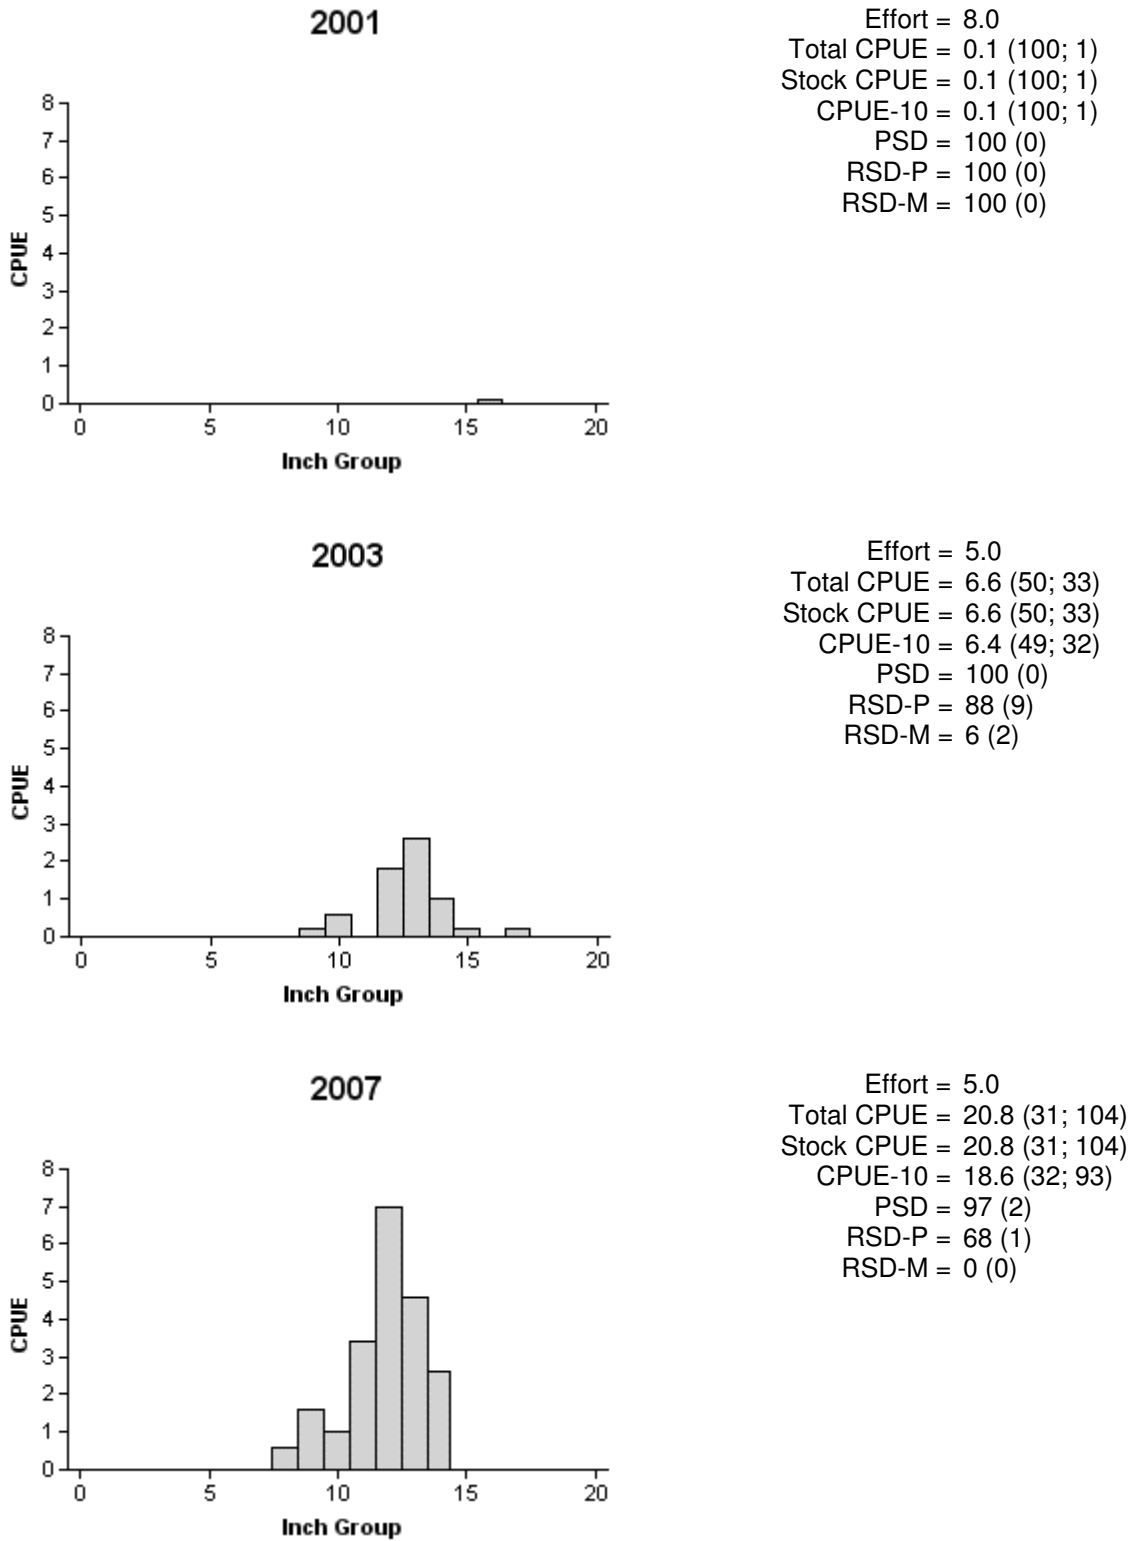 2001
Effort = 8.0
Total CPUE = 0.1 (100; 1)
Stock CPUE = 0.1 (100; 1)
CPUE-10 = 0.1 (100; 1)
PSD = 100 (0)
RSD-P = 100 (0)
RSD-M = 100 (0)
8
7
6
5
4
3
2
1
0
CPUE
0 5 10 15 20
Inch Group
2003
Effort = 5.0
Total CPUE = 6.6 (50; 33)
Stock CPUE = 6.6 (50; 33)
CPUE-10 = 6.4 (49; 32)
PSD = 100 (0)
RSD-P = 88 (9)
RSD-M = 6 (2)
8
7
6
5
4
3
2
1
0
CPUE
0 5 10 15 20
Inch Group
2007
Effort = 5.0
Total CPUE = 20.8 (31; 104)
Stock CPUE = 20.8 (31; 104)
CPUE-10 = 18.6 (32; 93)
PSD = 97 (2)
RSD-P = 68 (1)
RSD-M = 0 (0)
8
7
6
5
4
3
2
1
0
CPUE
0 5 10 15 20
Inch Group